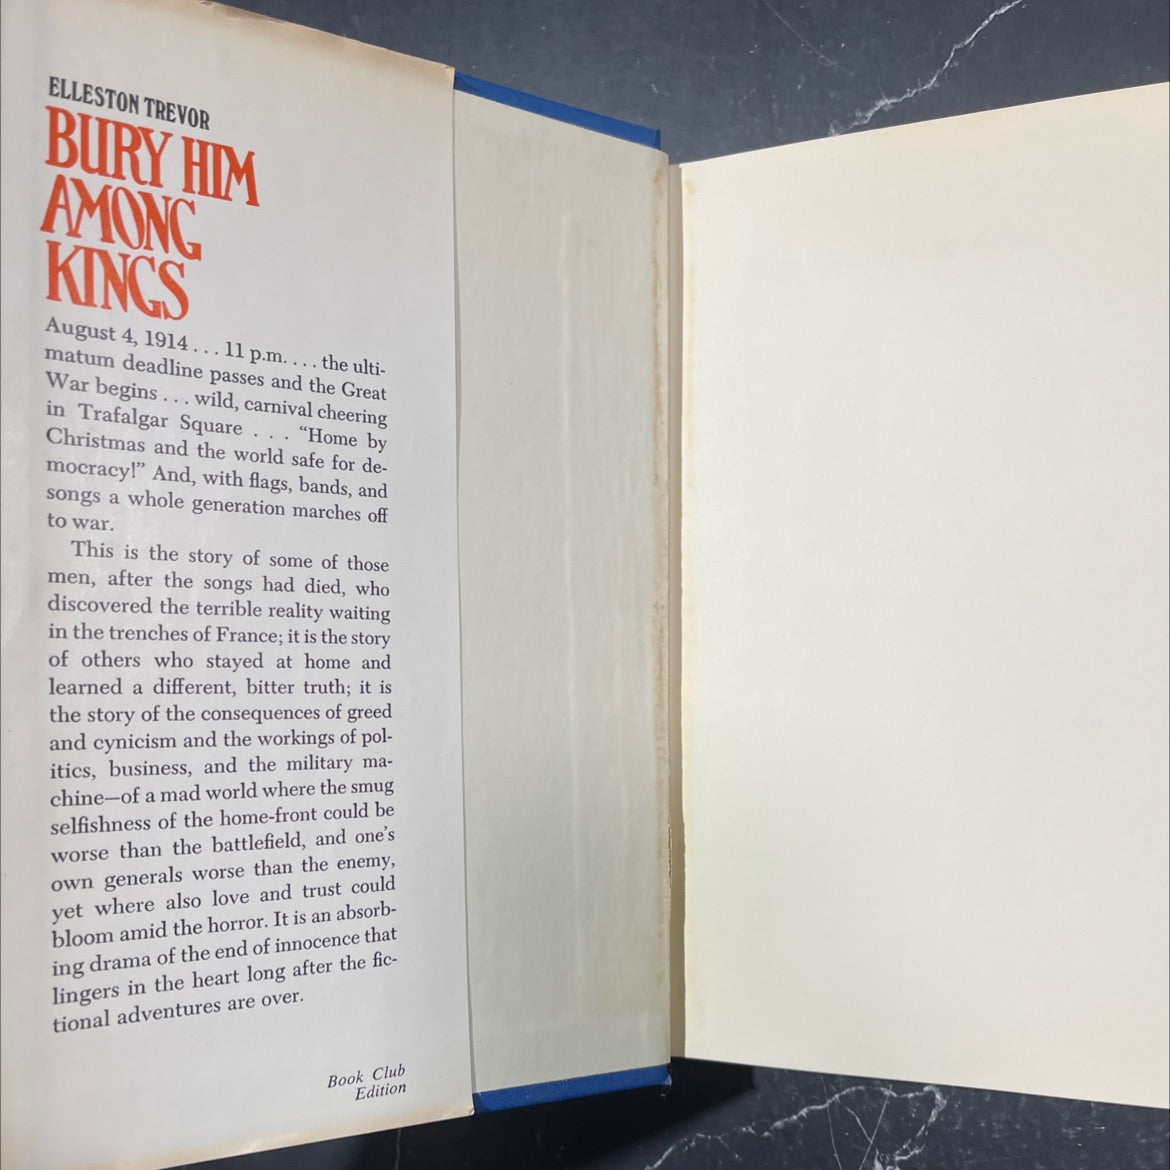 ELLESTON TREVOR
BURY HIM
AMONG
KINGS
August 4, 1914 . . . 11 p.m. . . . the ulti-
matum deadline passes and the Great
War begins . . . wild, carnival cheering
in Trafalgar Square . . . “Home by
Christmas and the world safe for de-
mocracy!” And, with flags, bands, and
songs a whole generation marches off
to war.
This is the story of some of those
men, after the songs had died, who
discovered the terrible reality waiting
in the trenches of France; it is the story
of others who stayed at home and
learned a different, bitter truth; it is
the story of the consequences of greed
and cynicism and the workings of pol-
itics, business, and the military ma-
chine—of a mad world where the smug
selfishness of the home-front could be
worse than the battlefield, and one’s
own generals worse than the enemy,
yet where also love and trust could
bloom amid the horror. It is an absorb-
ing drama of the end of innocence that
lingers in the heart long after the fic-
tional adventures are over.
Book Club
Edition